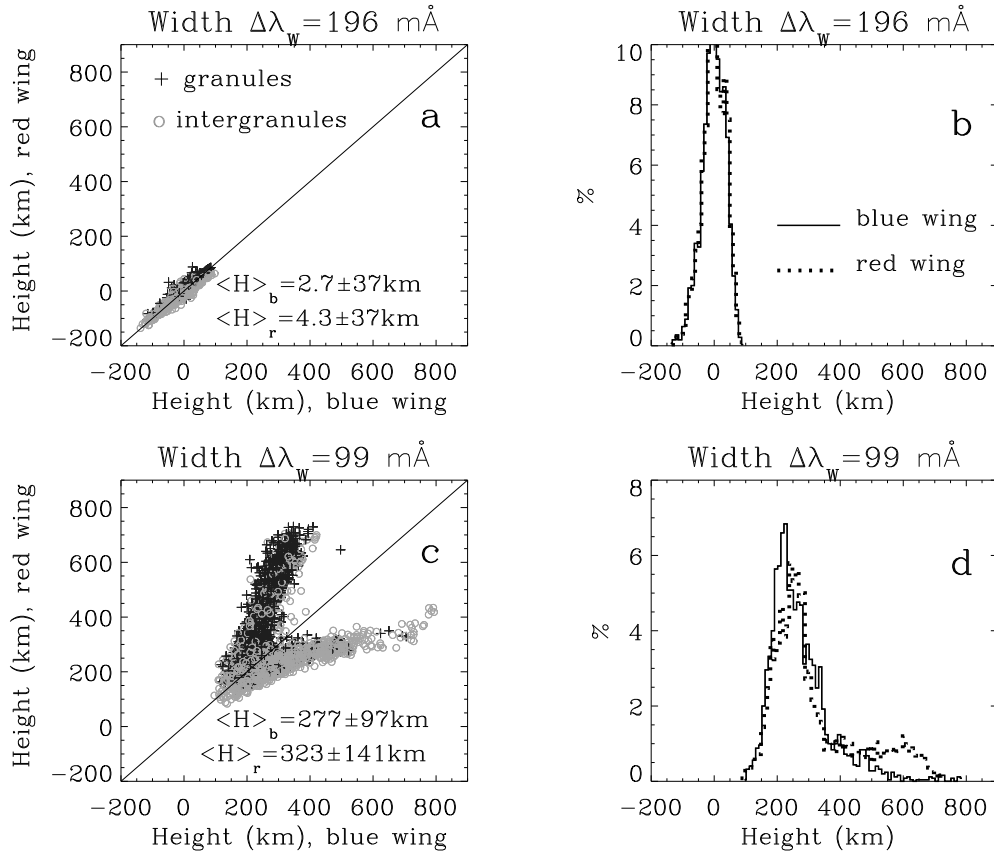 Width Δλ_W=196 mÅ
Height (km), red wing
800
600
400
200
0
−200
+ granules
o intergranules
a
<H>_b=2.7±37km
<H>_r=4.3±37km
−200 0 200 400 600 800
Height (km), blue wing
Width Δλ_W=196 mÅ
%
10
8
6
4
2
0
b
blue wing
red wing
−200 0 200 400 600 800
Height (km)
Width Δλ_W=99 mÅ
Height (km), red wing
800
600
400
200
0
−200
c
<H>_b=277±97km
<H>_r=323±141km
−200 0 200 400 600 800
Height (km), blue wing
Width Δλ_W=99 mÅ
%
8
6
4
2
0
d
−200 0 200 400 600 800
Height (km)